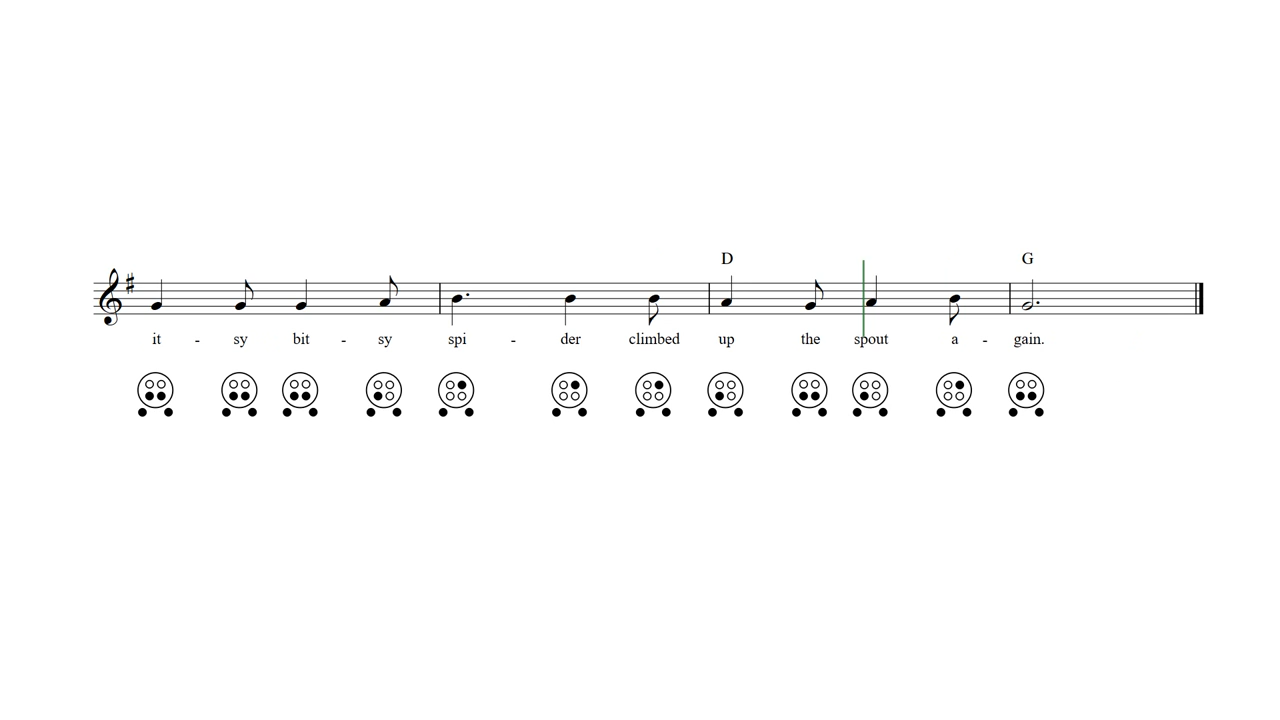 D G
it - sy bit - sy spi - der climbed up the spout a - gain.